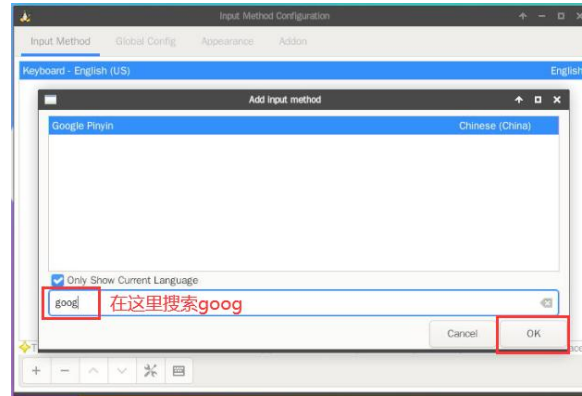 Input Method Configuration
Input Method Global Config Appearance Addon
Keyboard - English (US) English
Add input method
Google Pinyin Chinese (China)
Only Show Current Language
goog 在这里搜索goog
Cancel OK